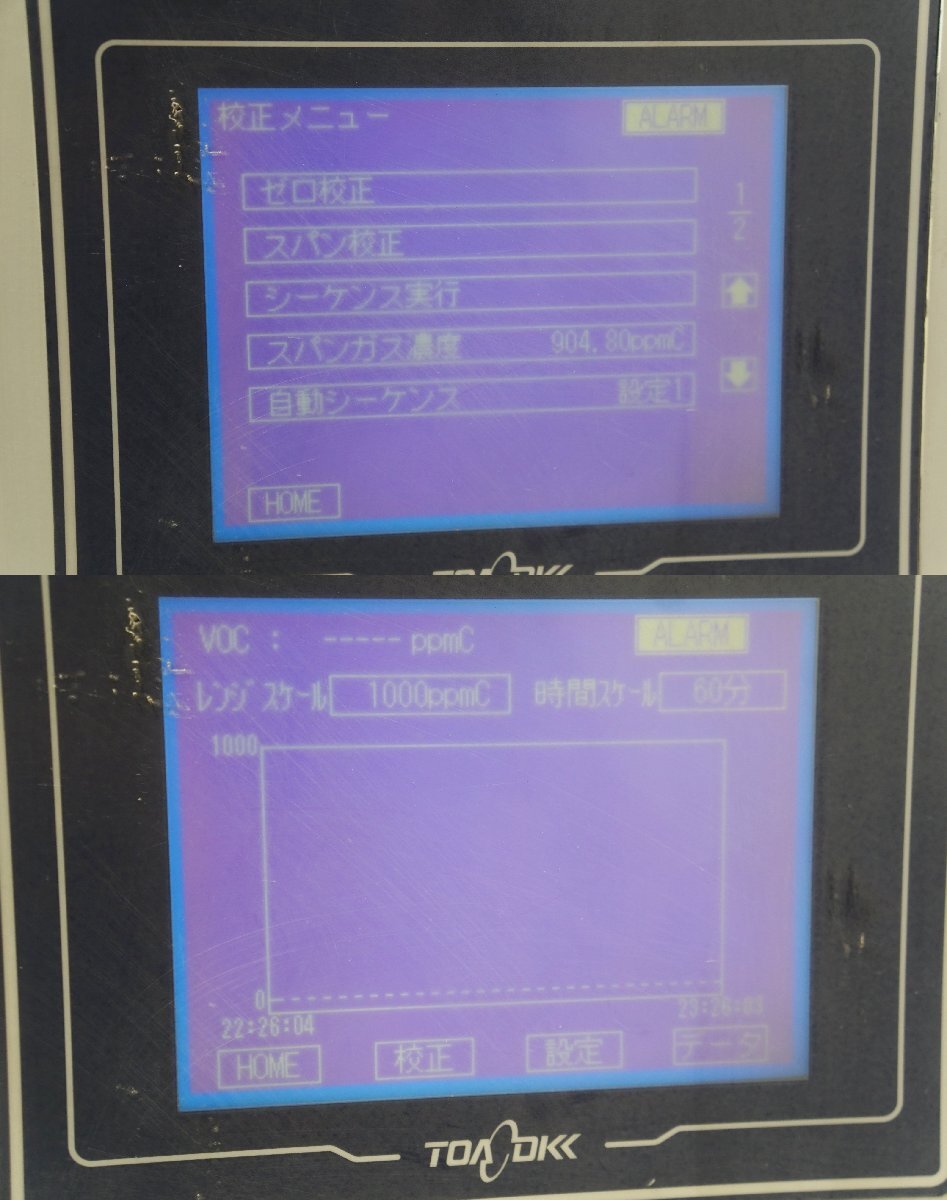 校正メニュー ALARM
ゼロ校正
1
2
スパン校正
シーケンス実行
スパンガス濃度 904.80ppmC
自動シーケンス 設定1
HOME
TOA DKK
VOC : ----- ppmC ALARM
レンジスケール 1000ppmC 時間スケール 60分
1000
0
22:26:04 23:26:03
HOME 校正 設定 データ
TOA DKK